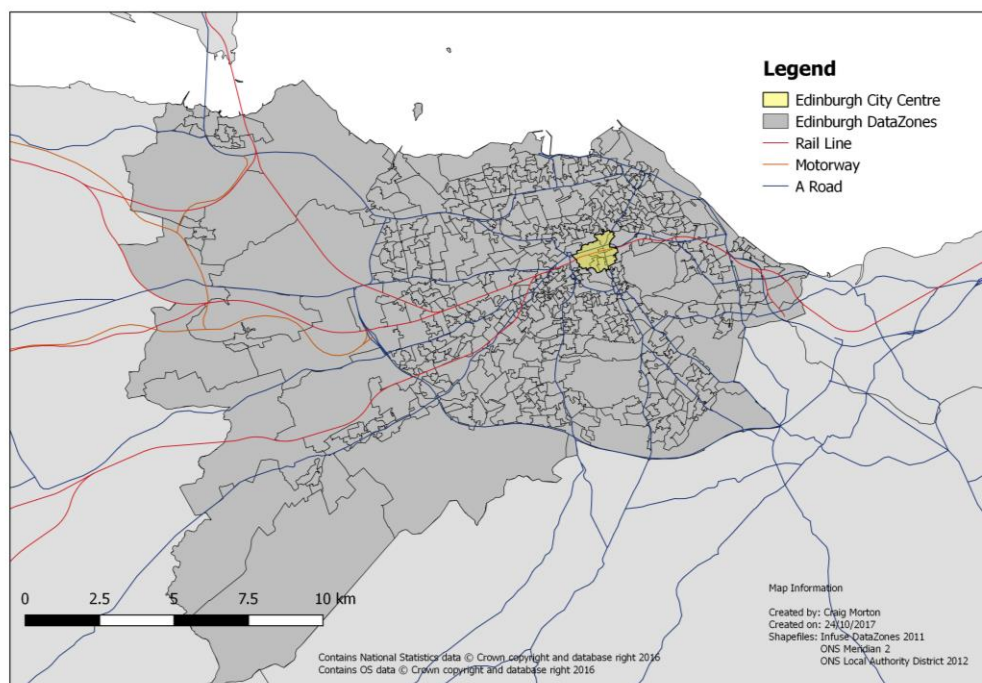 Legend
Edinburgh City Centre
Edinburgh DataZones
Rail Line
Motorway
A Road
0 2.5 5 7.5 10 km
Map Information
Created by: Craig Morton
Created on: 24/10/2017
Shapefiles: Infuse DataZones 2011
ONS Meridian 2
ONS Local Authority District 2012
Contains National Statistics data © Crown copyright and database right 2016
Contains OS data © Crown copyright and database right 2016